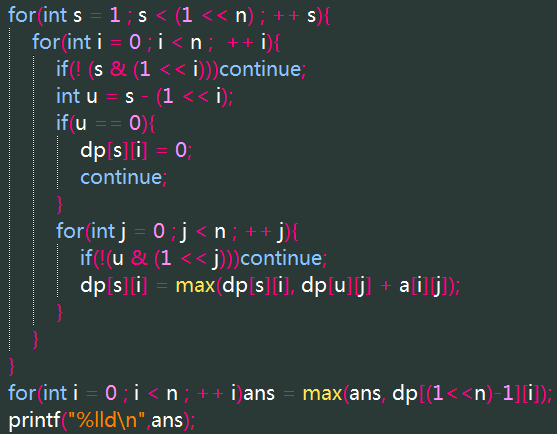 for(int s = 1 ; s < (1 << n) ; ++ s){
for(int i = 0 ; i < n ;  ++ i){
if(! (s & (1 << i)))continue;
int u = s - (1 << i);
if(u == 0){
dp[s][i] = 0;
continue;
}
for(int j = 0 ; j < n ; ++ j){
if(!(u & (1 << j)))continue;
dp[s][i] = max(dp[s][i], dp[u][j] + a[i][j]);
}
}
}
for(int i = 0 ; i < n ; ++ i)ans = max(ans, dp[(1<<n)-1][i]);
printf("%lld\n",ans);